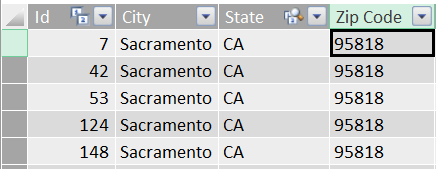 Id City State Zip Code
7 Sacramento CA 95818
42 Sacramento CA 95818
53 Sacramento CA 95818
124 Sacramento CA 95818
148 Sacramento CA 95818